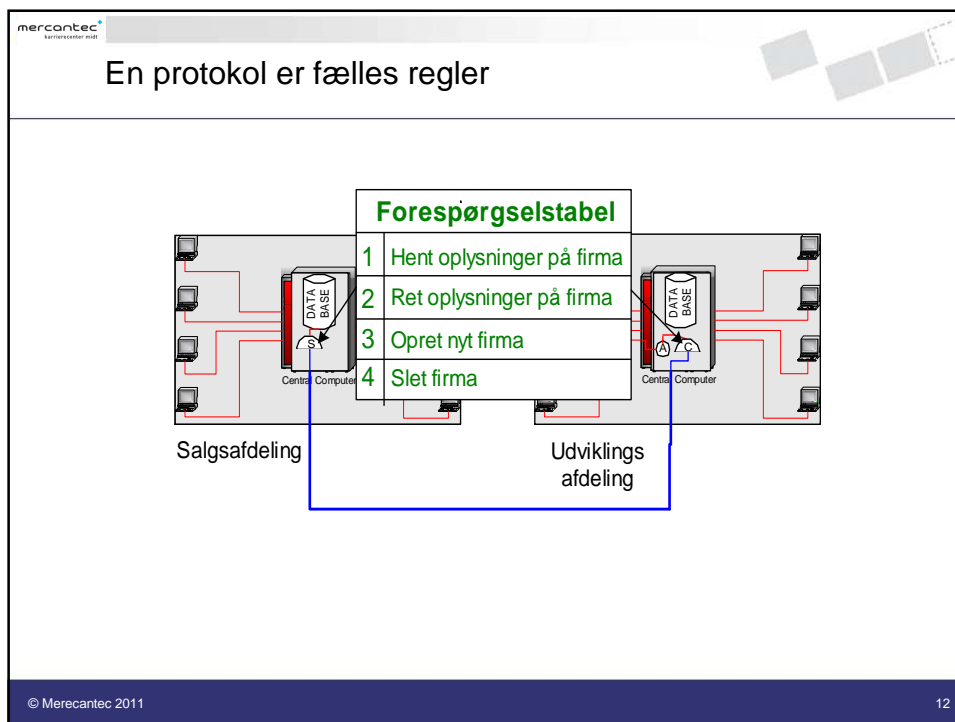 mercantec
karrierecenter midt
En protokol er fælles regler
Forespørgselstabel
1 Hent oplysninger på firma
2 Ret oplysninger på firma
3 Opret nyt firma
4 Slet firma
DATA
BASE
S
Central Computer
DATA
BASE
A
C
Central Computer
Salgsafdeling
Udviklings
afdeling
© Merecantec 2011
12